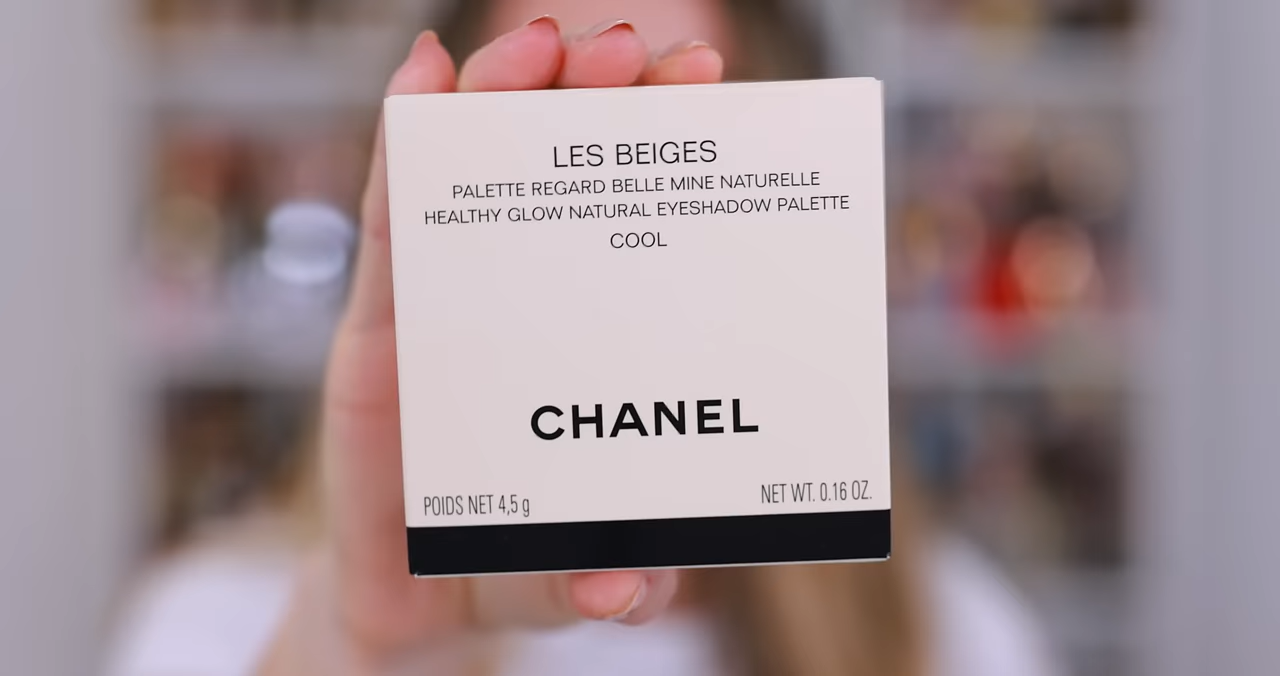 LES BEIGES
PALETTE REGARD BELLE MINE NATURELLE
HEALTHY GLOW NATURAL EYESHADOW PALETTE
COOL
CHANEL
POIDS NET 4,5 g
NET WT. 0.16 OZ.